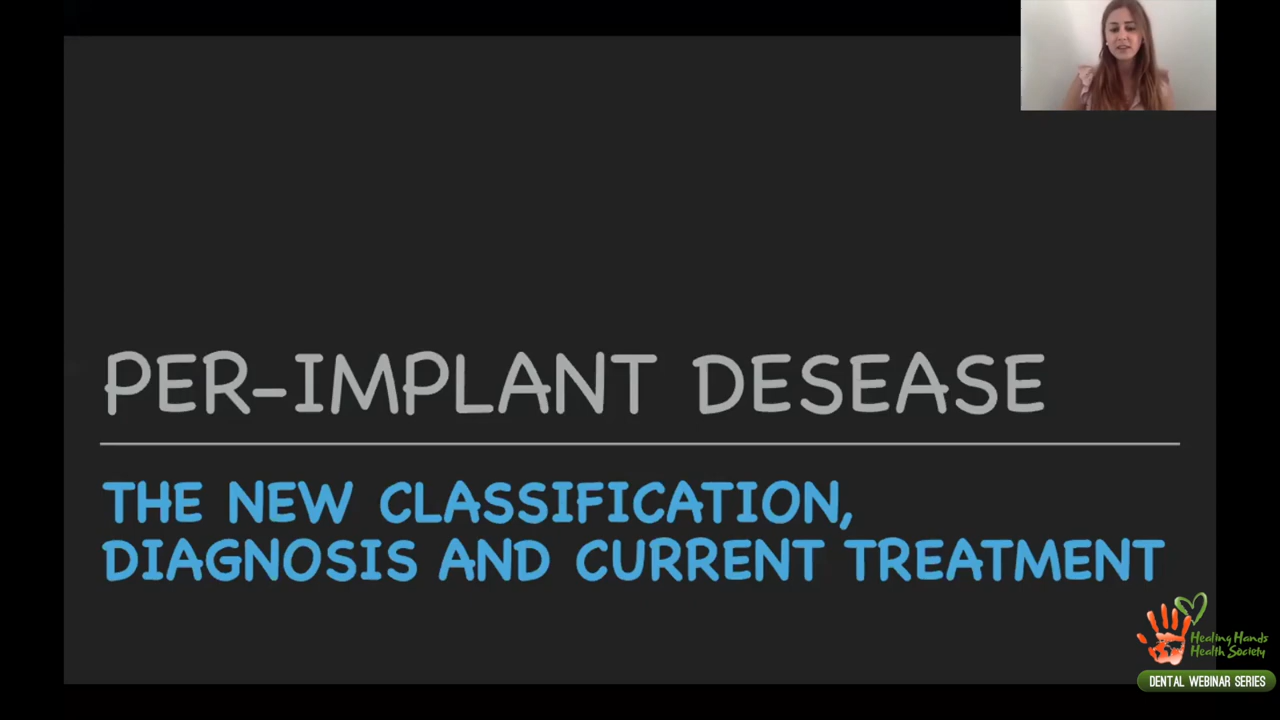 PER-IMPLANT DESEASE
THE NEW CLASSIFICATION,
DIAGNOSIS AND CURRENT TREATMENT
Healing Hands
Health Society
DENTAL WEBINAR SERIES